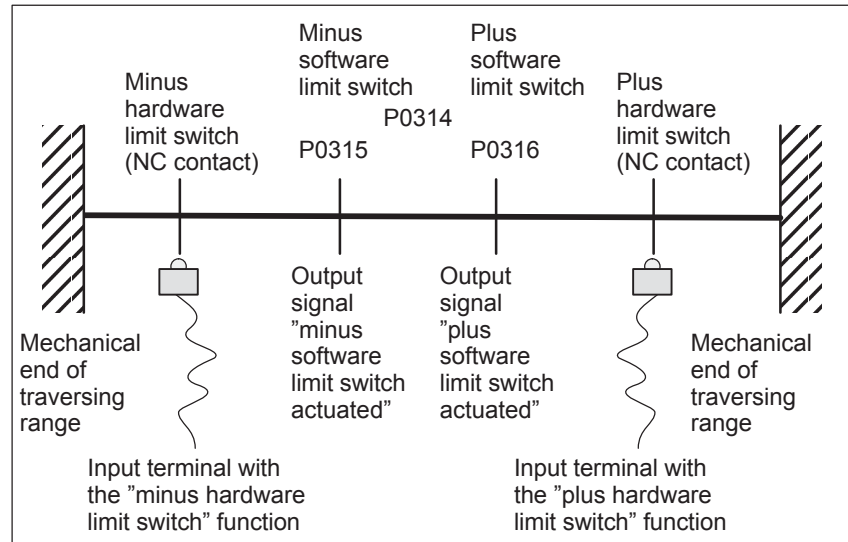 Minus
software
limit switch
Plus
software
limit switch
Minus
hardware
limit switch
(NC contact)
P0314
Plus
hardware
limit switch
(NC contact)
P0315
P0316
Output
signal
”minus
software
limit switch
actuated”
Output
signal
”plus
software
limit switch
actuated”
Mechanical
end of
traversing
range
Mechanical
end of
traversing
range
Input terminal with
the ”minus hardware
limit switch” function
Input terminal with
the ”plus hardware
limit switch” function